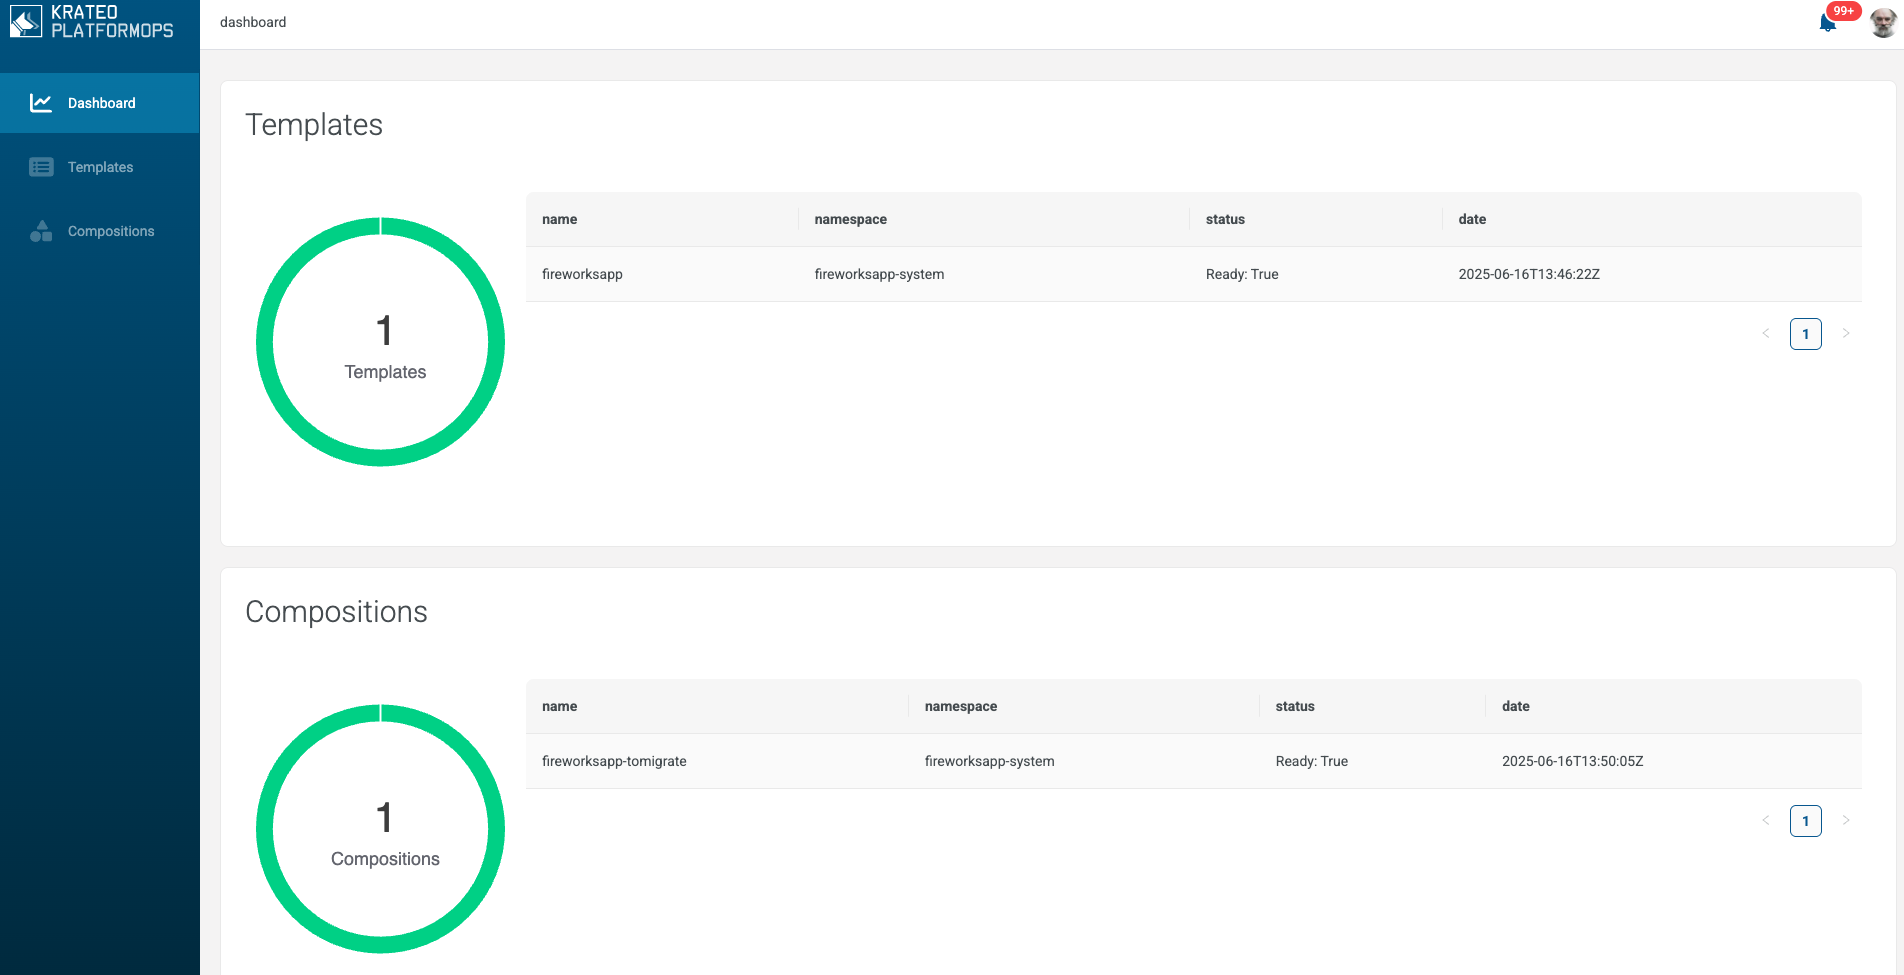 KRATEO
PLATFORMOPS
dashboard
99+
Dashboard
Templates
Compositions
Templates
name namespace status date
fireworksapp fireworksapp-system Ready: True 2025-06-16T13:46:22Z
1
Templates
< 1 >
Compositions
name namespace status date
fireworksapp-tomigrate fireworksapp-system Ready: True 2025-06-16T13:50:05Z
1
Compositions
< 1 >